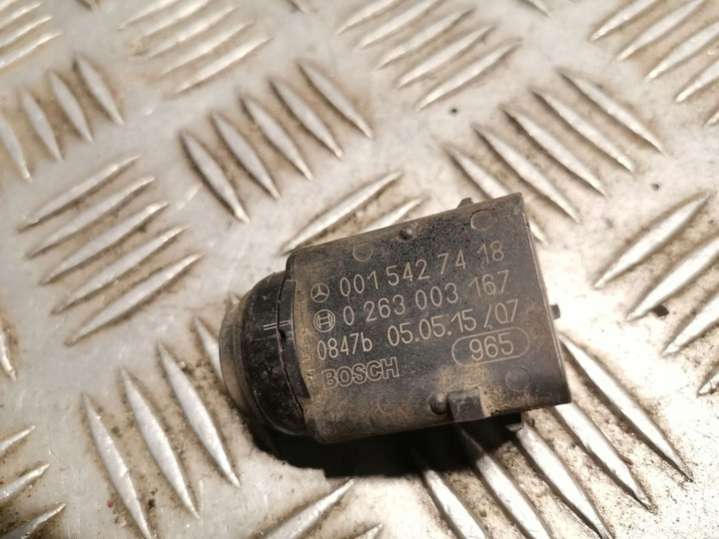 001 542 74 18
0 263 003 167
0847b 05.05.15/07
BOSCH 965